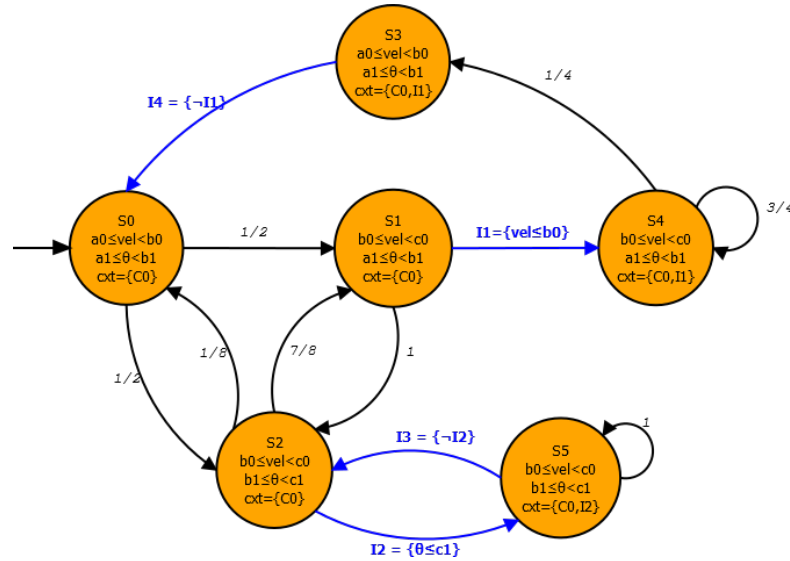 S3
a0≤vel<b0
a1≤θ<b1
cxt={C0,I1}
1/4
I4 = {¬I1}
S0
a0≤vel<b0
a1≤θ<b1
cxt={C0}
1/2
S1
b0≤vel<c0
a1≤θ<b1
cxt={C0}
I1={vel≤b0}
S4
b0≤vel<c0
a1≤θ<b1
cxt={C0,I1}
3/4
1/2
1/8
7/8
1
S2
b0≤vel<c0
b1≤θ<c1
cxt={C0}
I3 = {¬I2}
I2 = {θ≤c1}
S5
b0≤vel<c0
b1≤θ<c1
cxt={C0,I2}
1